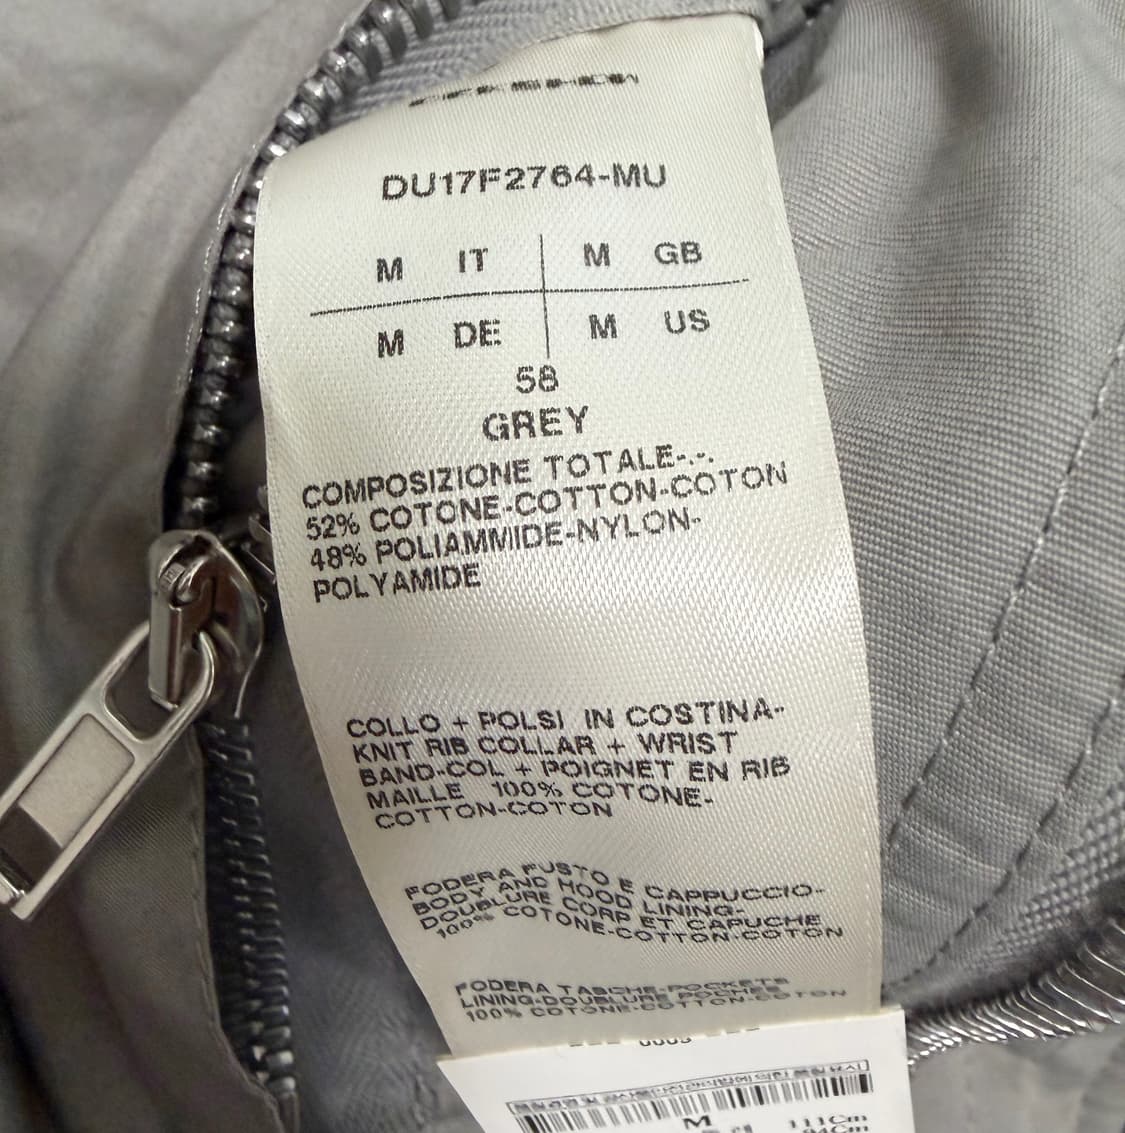 DU17F2764-MU
M IT M GB
M DE M US
58
GREY
COMPOSIZIONE TOTALE-.-.
52% COTONE-COTTON-COTON
48% POLIAMMIDE-NYLON-
POLYAMIDE
COLLO + POLSI IN COSTINA-
KNIT RIB COLLAR + WRIST
BAND-COL + POIGNET EN RIB
MAILLE 100% COTONE-
COTTON-COTON
FODERA FUSTO E CAPPUCCIO-
BODY AND HOOD LINING-
DOUBLURE CORP ET CAPUCHE
100% COTONE-COTTON-COTON
FODERA TASCHE-POCKETS
LINING-DOUBLURE POCHES
100% COTONE-COTTON-COTON
M 111Cm
94Cm